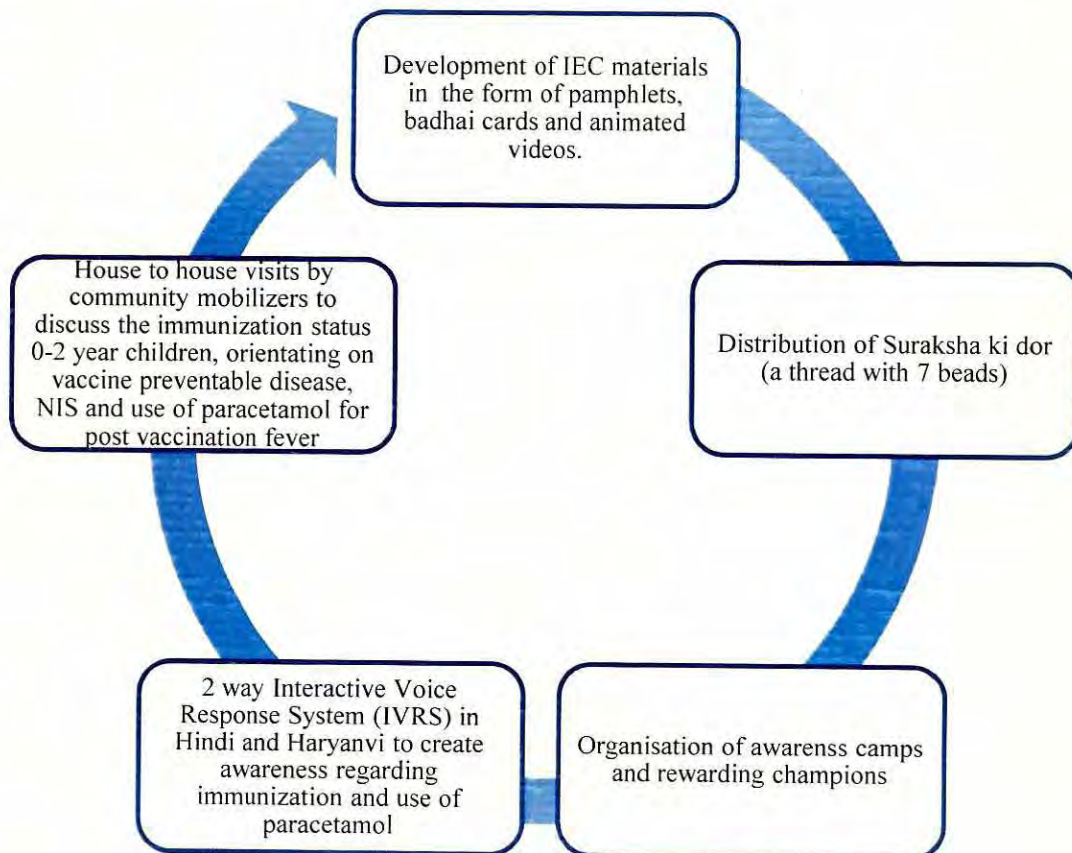 Development of IEC materials
in the form of pamphlets,
badhai cards and animated
videos.
Distribution of Suraksha ki dor
(a thread with 7 beads)
Organisation of awarenss camps
and rewarding champions
2 way Interactive Voice
Response System (IVRS) in
Hindi and Haryanvi to create
awareness regarding
immunization and use of
paracetamol
House to house visits by
community mobilizers to
discuss the immunization status
0-2 year children, orientating on
vaccine preventable disease,
NIS and use of paracetamol for
post vaccination fever